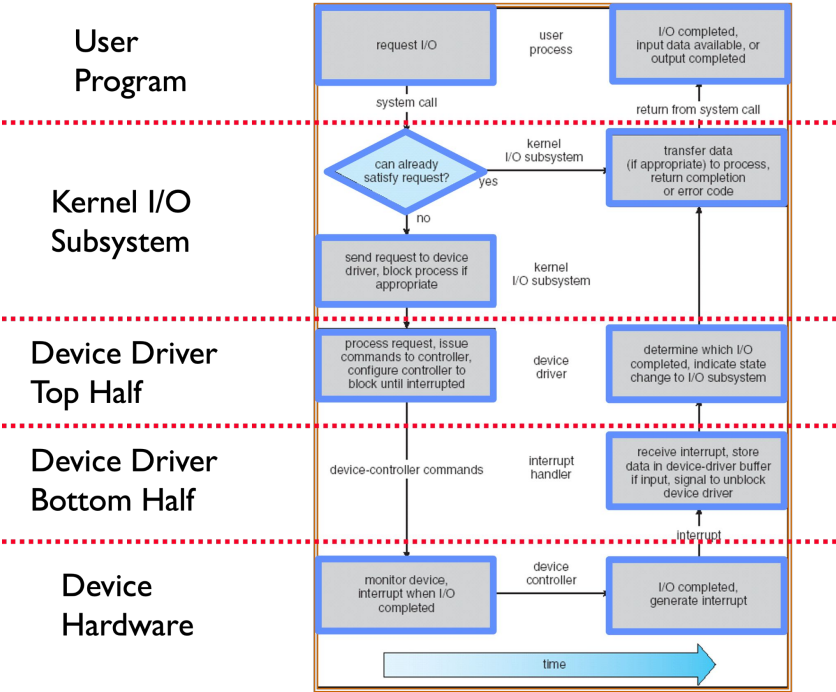 User
Program
request I/O
user
process
I/O completed,
input data available, or
output completed
system call
return from system call
Kernel I/O
Subsystem
can already
satisfy request?
yes
no
kernel
I/O subsystem
transfer data
(if appropriate) to process,
return completion
or error code
send request to device
driver, block process if
appropriate
kernel
I/O subsystem
Device Driver
Top Half
process request, issue
commands to controller,
configure controller to
block until interrupted
device
driver
determine which I/O
completed, indicate state
change to I/O subsystem
Device Driver
Bottom Half
device-controller commands
interrupt
handler
receive interrupt, store
data in device-driver buffer
if input, signal to unblock
device driver
interrupt
Device
Hardware
monitor device,
interrupt when I/O
completed
device
controller
I/O completed,
generate interrupt
time